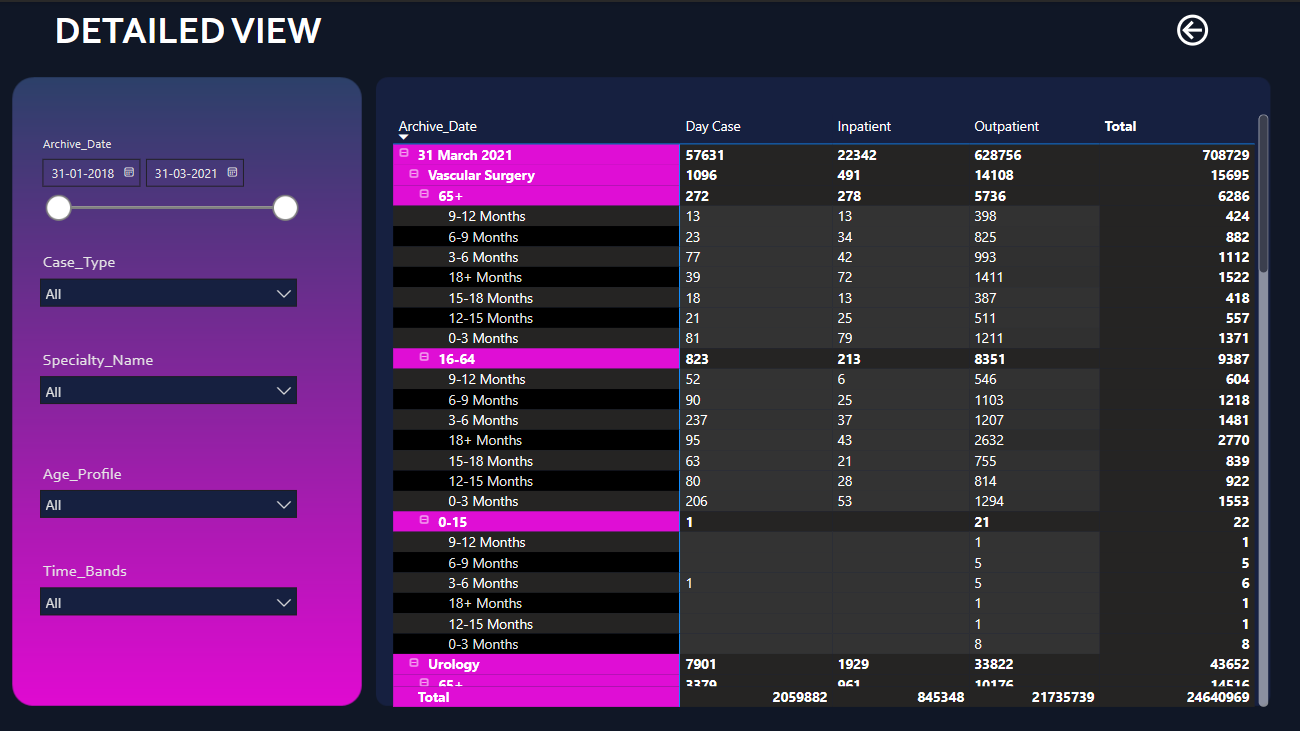 DETAILED VIEW
Archive_Date
31-01-2018 31-03-2021
Case_Type
All
Specialty_Name
All
Age_Profile
All
Time_Bands
All
Archive_Date Day Case Inpatient Outpatient Total
31 March 2021 57631 22342 628756 708729
Vascular Surgery 1096 491 14108 15695
65+ 272 278 5736 6286
9-12 Months 13 13 398 424
6-9 Months 23 34 825 882
3-6 Months 77 42 993 1112
18+ Months 39 72 1411 1522
15-18 Months 18 13 387 418
12-15 Months 21 25 511 557
0-3 Months 81 79 1211 1371
16-64 823 213 8351 9387
9-12 Months 52 6 546 604
6-9 Months 90 25 1103 1218
3-6 Months 237 37 1207 1481
18+ Months 95 43 2632 2770
15-18 Months 63 21 755 839
12-15 Months 80 28 814 922
0-3 Months 206 53 1294 1553
0-15 1 21 22
9-12 Months 1 1
6-9 Months 5 5
3-6 Months 1 5 6
18+ Months 1 1
12-15 Months 1 1
0-3 Months 8 8
Urology 7901 1929 33822 43652
65+ 3379 961 10176 14516
Total 2059882 845348 21735739 24640969